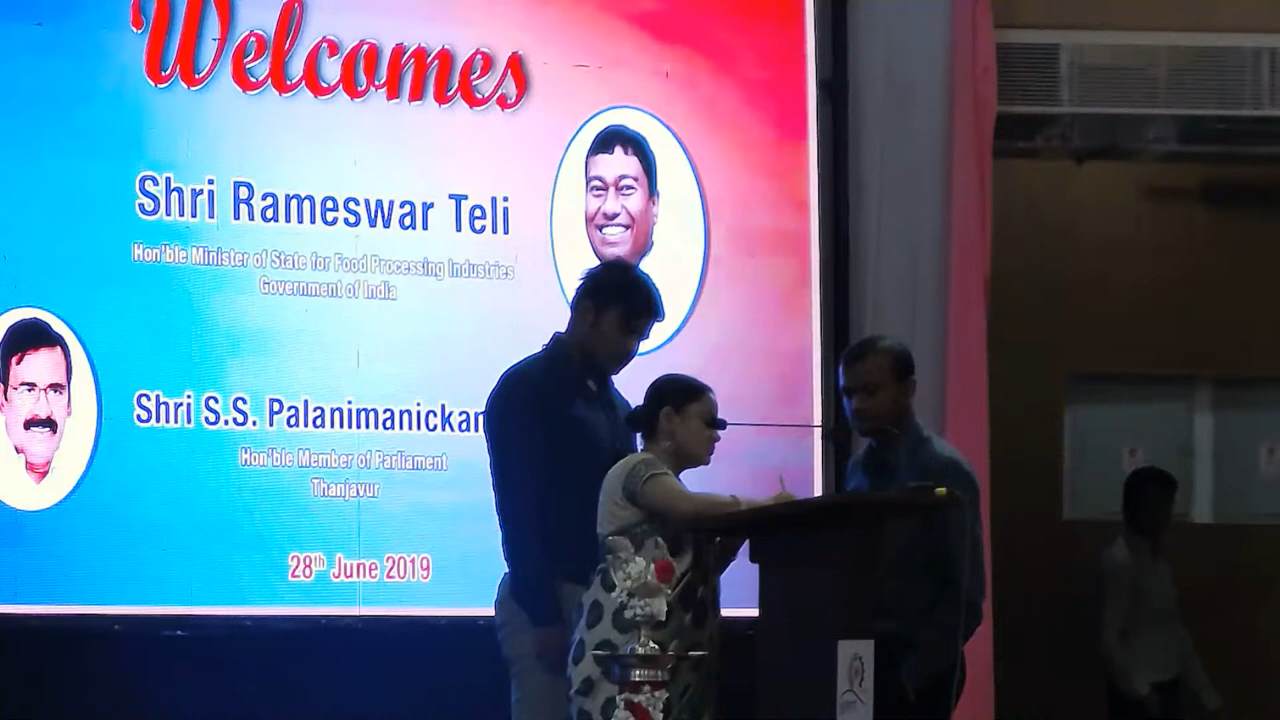 Welcomes
Shri Rameswar Teli
Hon'ble Minister of State for Food Processing Industries
Government of India
Shri S.S. Palanimanickan
Hon'ble Member of Parliament
Thanjavur
28th June 2019